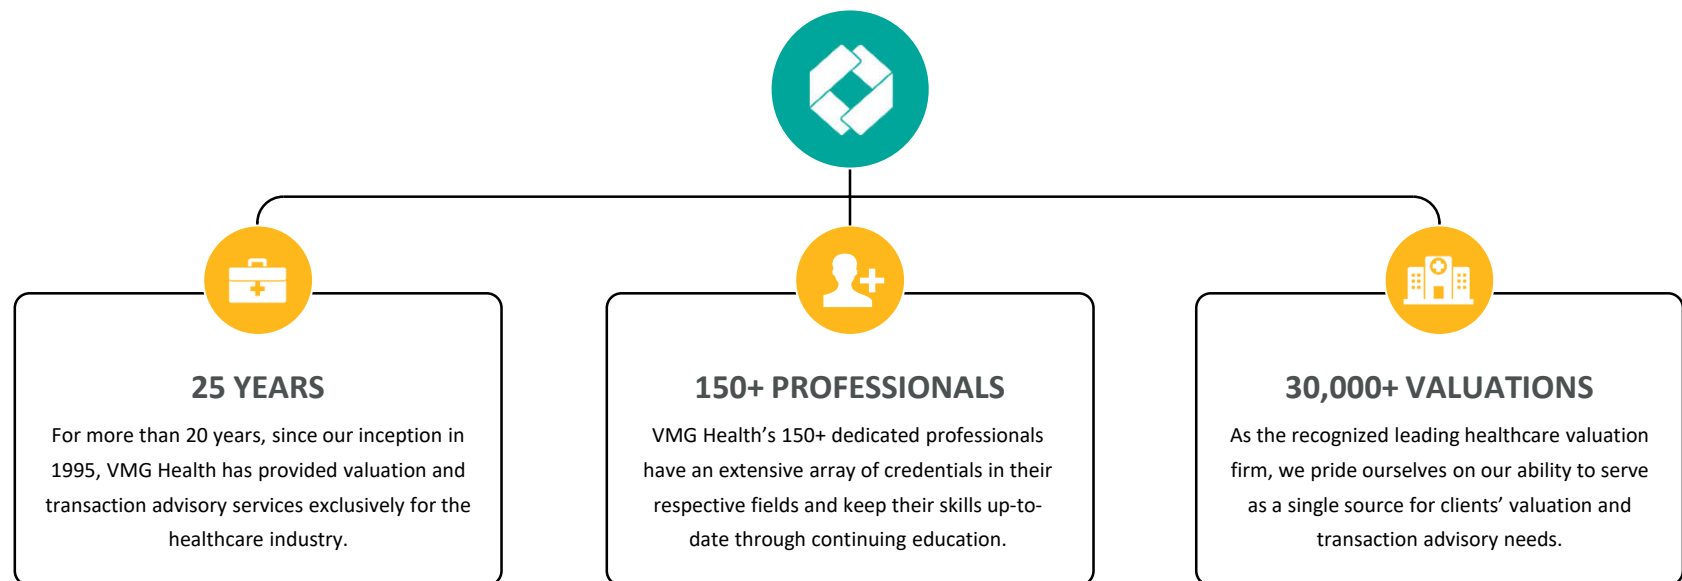 25 YEARS
For more than 20 years, since our inception in
1995, VMG Health has provided valuation and
transaction advisory services exclusively for the
healthcare industry.
150+ PROFESSIONALS
VMG Health’s 150+ dedicated professionals
have an extensive array of credentials in their
respective fields and keep their skills up-to-
date through continuing education.
30,000+ VALUATIONS
As the recognized leading healthcare valuation
firm, we pride ourselves on our ability to serve
as a single source for clients’ valuation and
transaction advisory needs.